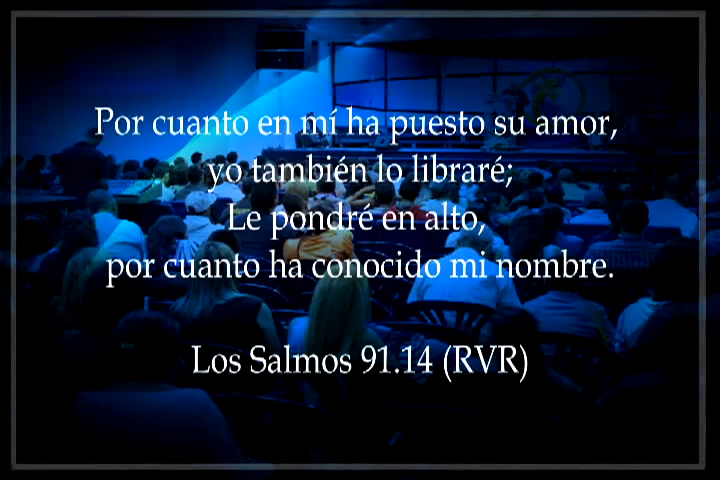 Por cuanto en mí ha puesto su amor,
yo también lo libraré;
Le pondré en alto,
por cuanto ha conocido mi nombre.
Los Salmos 91.14 (RVR)